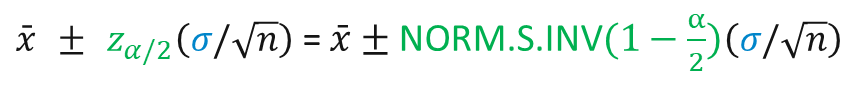 x̄ ± z_{α/2}(σ/√n) = x̄ ± NORM.S.INV(1 − α/2)(σ/√n)